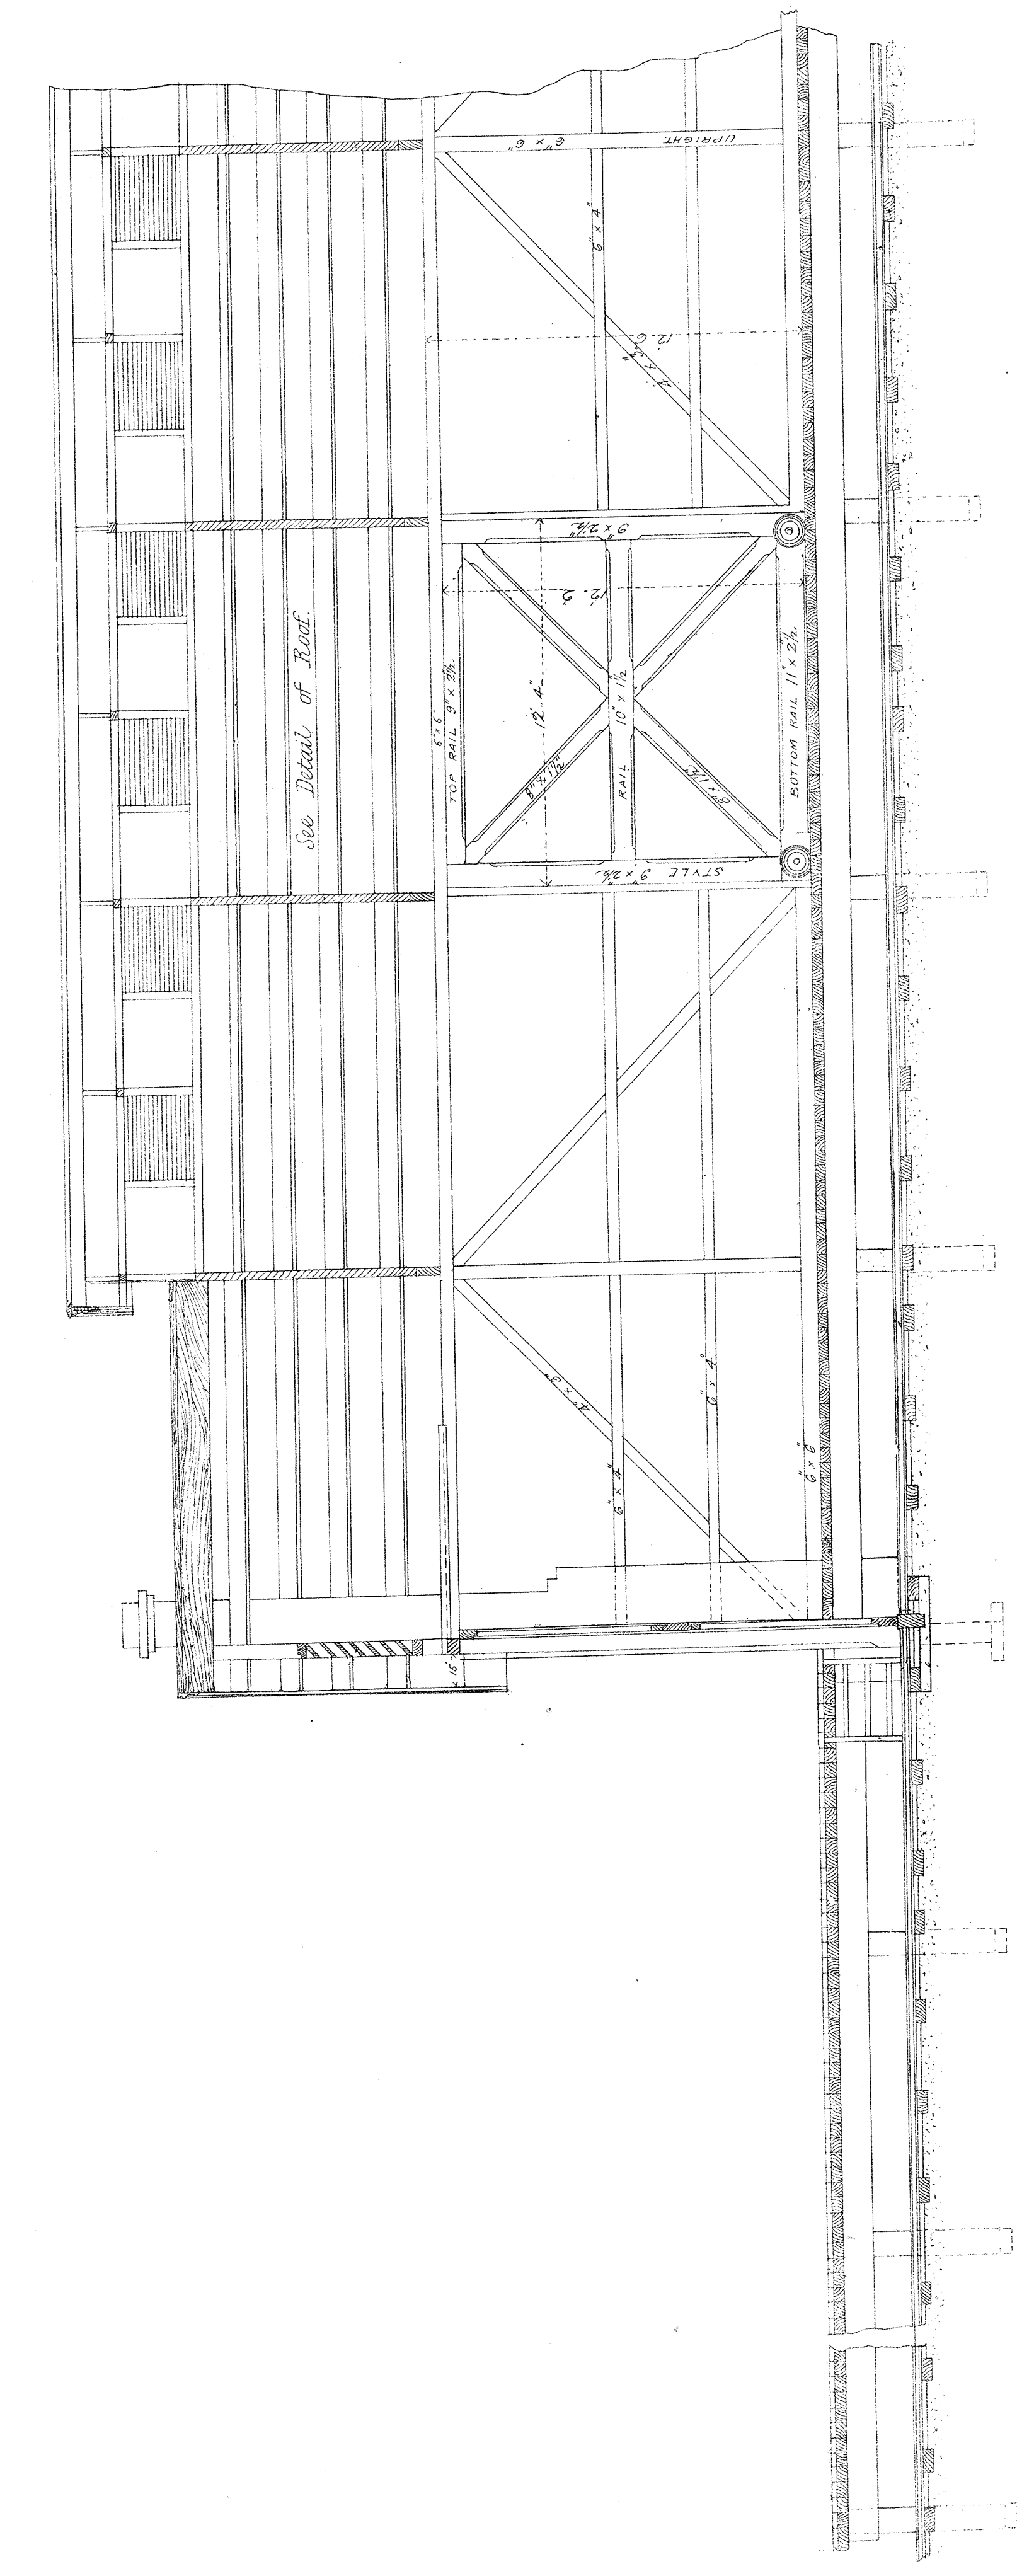 See Detail of Roof.
UPRIGHT 6" x 6"
6" x 4"
12'. 6"
4" x 3"
9" x 2½"
12'. 2"
12'. 4"
6" x 6"
TOP RAIL 9" x 2½"
8" x 1½"
RAIL 10" x 1½"
8" x 1½"
BOTTOM RAIL 11" x 2½"
STYLE 9" x 2½"
4" x 3"
6" x 4"
6" x 4"
6" x 6"
15"